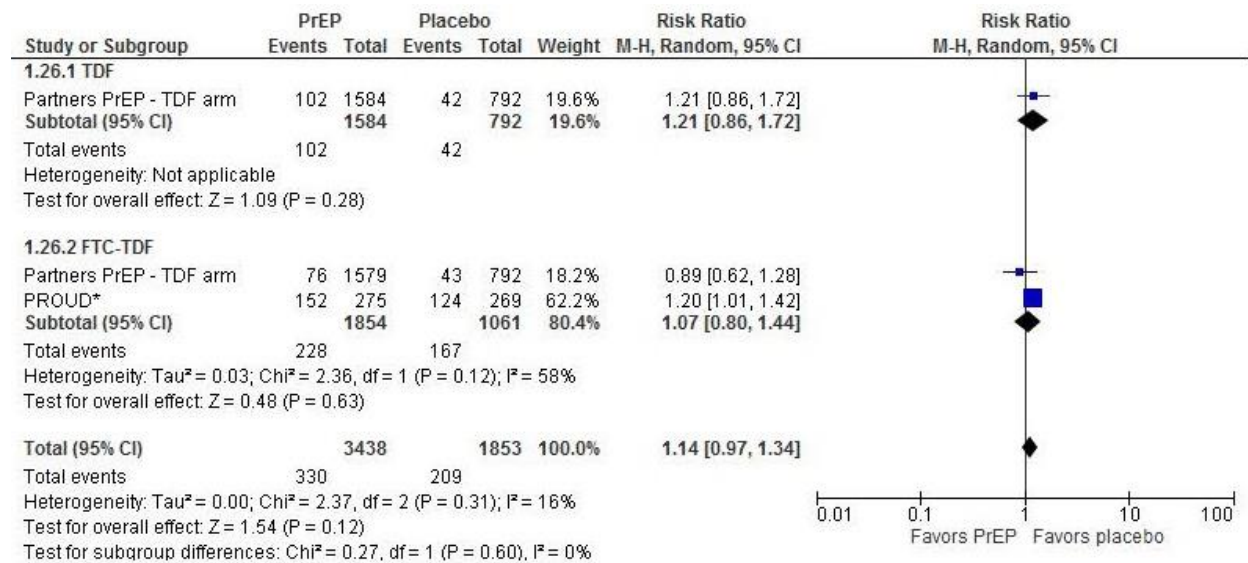 PrEP Placebo Risk Ratio Risk Ratio
Study or Subgroup Events Total Events Total Weight M-H, Random, 95% CI M-H, Random, 95% CI
1.26.1 TDF
Partners PrEP - TDF arm 102 1584 42 792 19.6% 1.21 [0.86, 1.72]
Subtotal (95% CI) 1584 792 19.6% 1.21 [0.86, 1.72]
Total events 102 42
Heterogeneity: Not applicable
Test for overall effect: Z = 1.09 (P = 0.28)
1.26.2 FTC-TDF
Partners PrEP - TDF arm 76 1579 43 792 18.2% 0.89 [0.62, 1.28]
PROUD* 152 275 124 269 62.2% 1.20 [1.01, 1.42]
Subtotal (95% CI) 1854 1061 80.4% 1.07 [0.80, 1.44]
Total events 228 167
Heterogeneity: Tau² = 0.03; Chi² = 2.36, df = 1 (P = 0.12); I² = 58%
Test for overall effect: Z = 0.48 (P = 0.63)
Total (95% CI) 3438 1853 100.0% 1.14 [0.97, 1.34]
Total events 330 209
Heterogeneity: Tau² = 0.00; Chi² = 2.37, df = 2 (P = 0.31); I² = 16%
Test for overall effect: Z = 1.54 (P = 0.12)
Test for subgroup differences: Chi² = 0.27, df = 1 (P = 0.60), I² = 0%
0.01 0.1 1 10 100
Favors PrEP Favors placebo